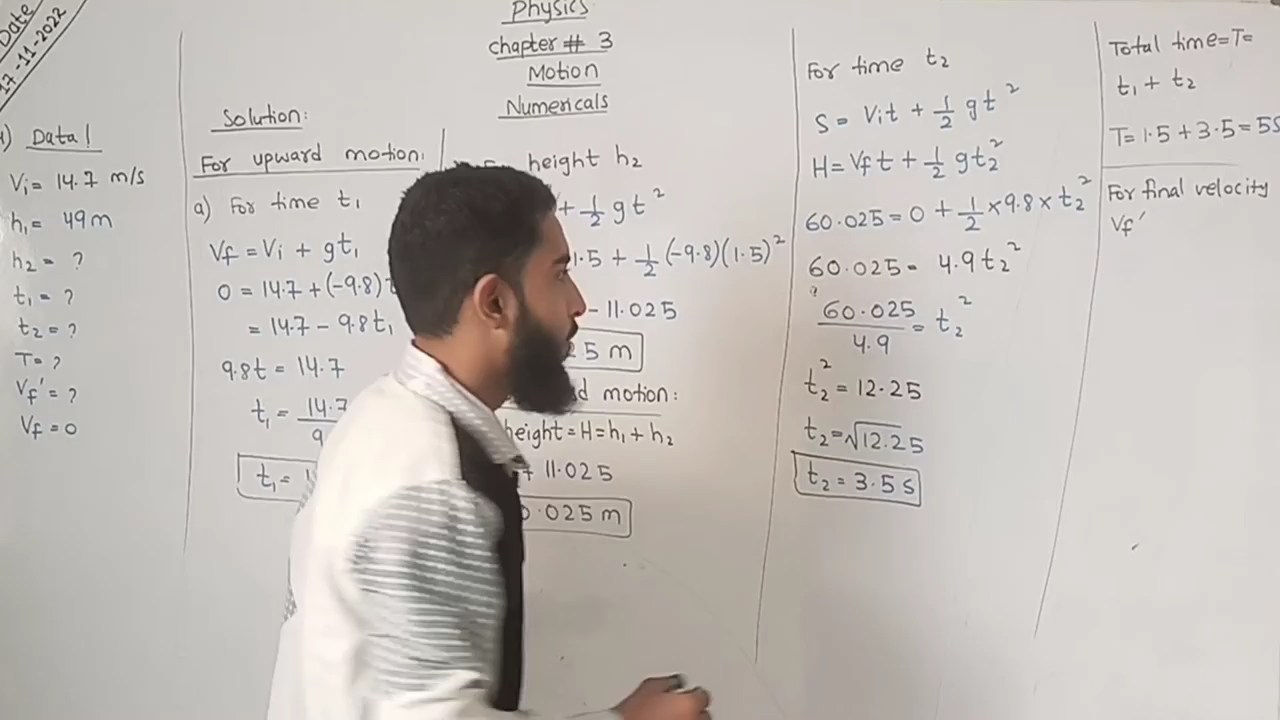 Date
17-11-2022
Physics
chapter # 3
Motion
Numericals
Data!
Vi= 14.7 m/s
h₁= 49m
h₂= ?
t₁= ?
t₂= ?
T= ?
Vf'= ?
Vf=0
Solution:
For upward motion:
a) For time t₁
Vf = Vi + gt₁
0 = 14.7+(-9.8)
= 14.7 - 9.8t₁
9.8t = 14.7
t₁ = 14.7
9
t₁ =
height h₂
+ 1/2 gt²
1.5 + 1/2 (-9.8)(1.5)²
- 11.025
5 m
motion:
height = H= h₁ + h₂
+ 11.025
0.025 m
For time t₂
S = Vit + 1/2 gt²
H= Vf t + 1/2 gt₂²
60.025= 0 + 1/2 ×9.8× t₂²
60.025= 4.9t₂²
60.025/4.9 = t₂²
t₂² = 12.25
t₂=√12.25
t₂ = 3.5 s
Total time=T=
t₁ + t₂
T= 1.5+3.5=5s
For final velocity
Vf'